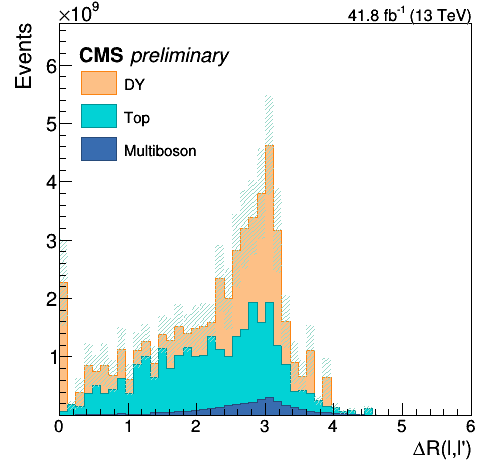 ×10⁹
41.8 fb⁻¹ (13 TeV)
Events
CMS preliminary
DY
Top
Multiboson
6
5
4
3
2
1
0 1 2 3 4 5 6
ΔR(l,l')